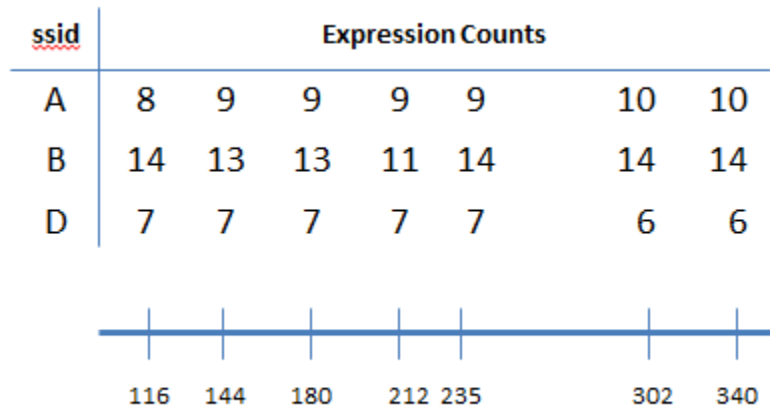 ssid Expression Counts
A 8 9 9 9 9 10 10
B 14 13 13 11 14 14 14
D 7 7 7 7 7 6 6
116 144 180 212 235 302 340